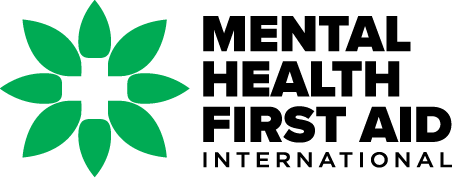 MENTAL
HEALTH
FIRST AID
INTERNATIONAL